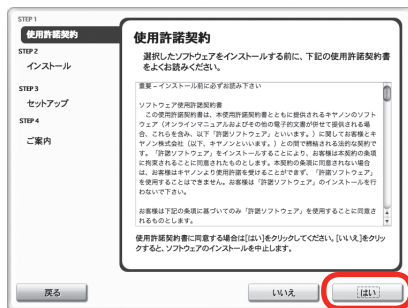 STEP 1
使用許諾契約
STEP 2
インストール
STEP 3
セットアップ
STEP 4
ご案内
使用許諾契約
選択したソフトウェアをインストールする前に、下記の使用許諾契約書
をよくお読みください。
重要 – インストール前に必ずお読み下さい
ソフトウェア使用許諾契約書
この使用許諾契約書は、本使用許諾契約書とともに提供されるキヤノンのソフト
ウェア（オンラインマニュアルおよびその他の電子的文書が併せて提供される場
合、これらを含み、以下「許諾ソフトウェア」といいます。）に関してお客様とキ
ヤノン株式会社（以下、キヤノンといいます。）との間で締結される法的な契約で
す。「許諾ソフトウェア」をインストールすることにより、お客様は本契約の条項
に拘束されることに同意されたものとします。本契約の条項に同意されない場合
は、お客様はキヤノンより使用許諾を受けることができず、「許諾ソフトウェア」
を使用することはできません。お客様は「許諾ソフトウェア」のインストールを行
わないで下さい。
お客様は下記の条項に基づいてのみ「許諾ソフトウェア」を使用することに同意さ
れるものとします。
使用許諾契約書に同意する場合は[はい]をクリックしてください。[いいえ]をクリッ
クすると、ソフトウェアのインストールを中止します。
戻る
いいえ
はい